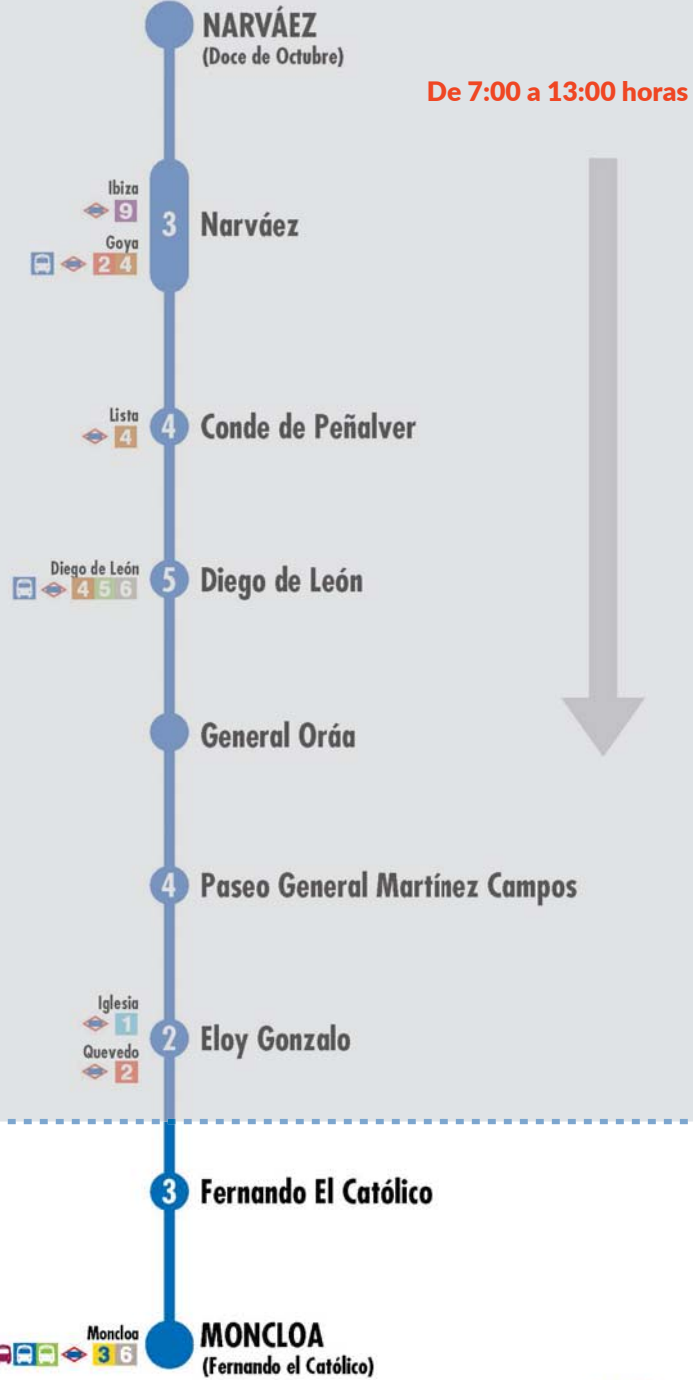 NARVÁEZ
(Doce de Octubre)
De 7:00 a 13:00 horas
Ibiza
9
Goya
2 4
3
Narváez
Lista
4
4
Conde de Peñalver
Diego de León
4 5 6
5
Diego de León
General Oráa
4
Paseo General Martínez Campos
Iglesia
1
Quevedo
2
2
Eloy Gonzalo
3
Fernando El Católico
Moncloa
3 6
MONCLOA
(Fernando el Católico)